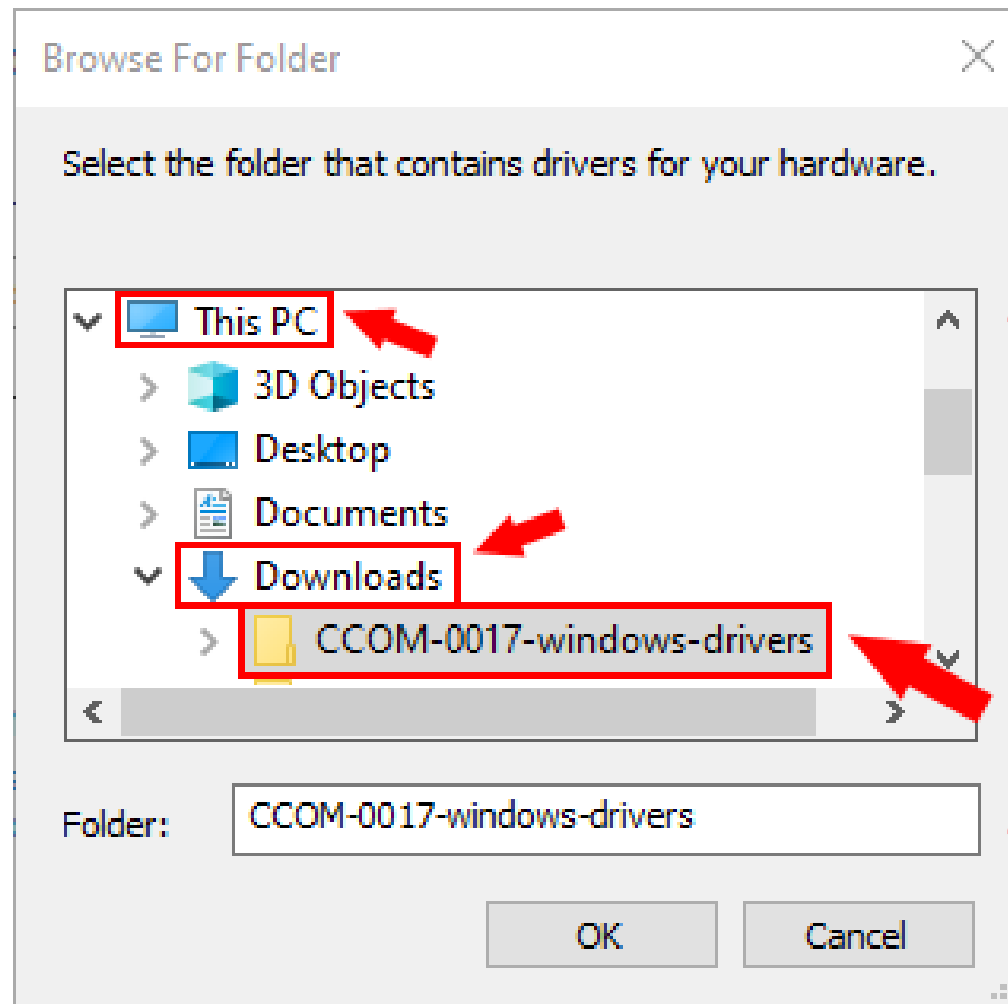 Browse For Folder
Select the folder that contains drivers for your hardware.
This PC
3D Objects
Desktop
Documents
Downloads
CCOM-0017-windows-drivers
Folder: CCOM-0017-windows-drivers
OK Cancel